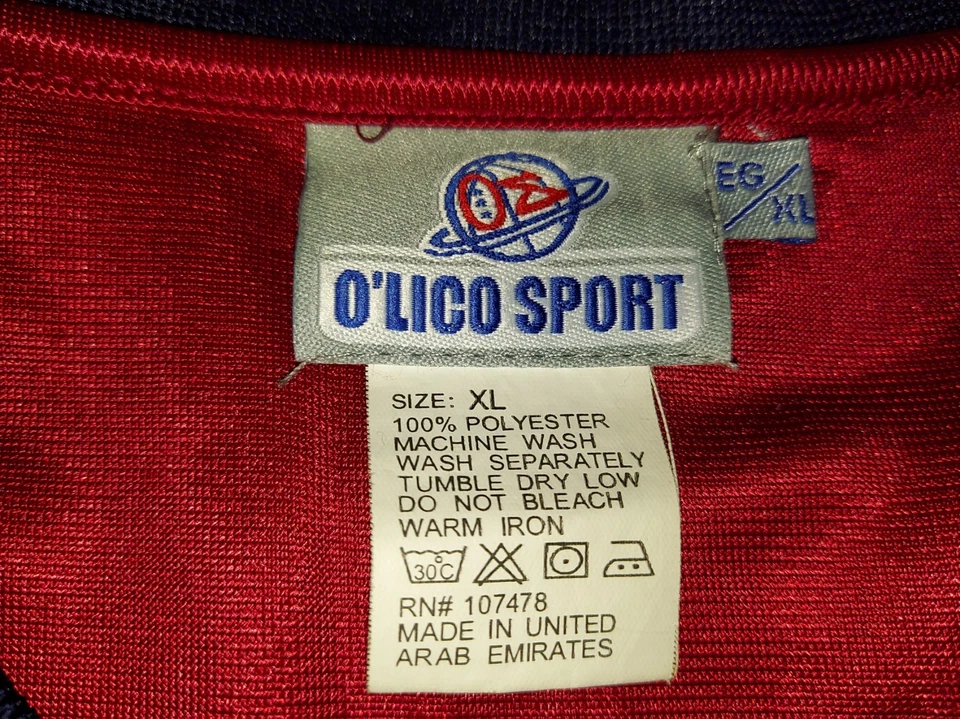 O'LICO SPORT
EG/XL
SIZE: XL
100% POLYESTER
MACHINE WASH
WASH SEPARATELY
TUMBLE DRY LOW
DO NOT BLEACH
WARM IRON
30C
RN# 107478
MADE IN UNITED
ARAB EMIRATES